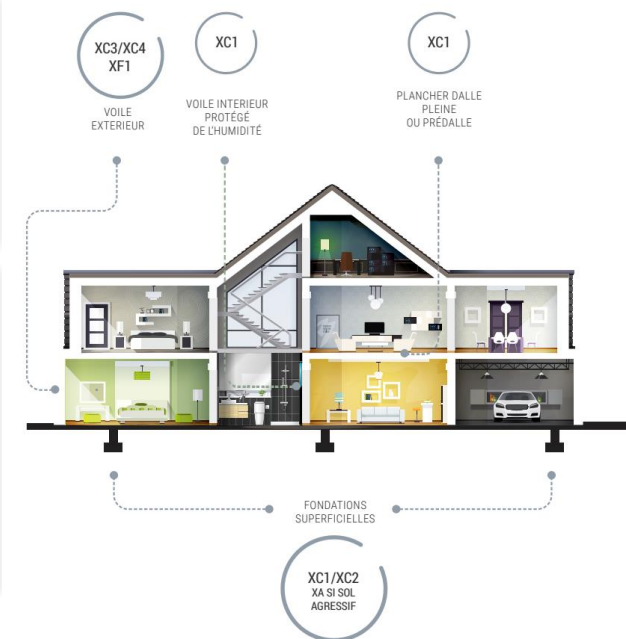 XC3/XC4
XF1
VOILE
EXTERIEUR
XC1
VOILE INTERIEUR
PROTÉGÉ
DE L'HUMIDITÉ
XC1
PLANCHER DALLE
PLEINE
OU PRÉDALLE
FONDATIONS
SUPERFICIELLES
XC1/XC2
XA SI SOL
AGRESSIF